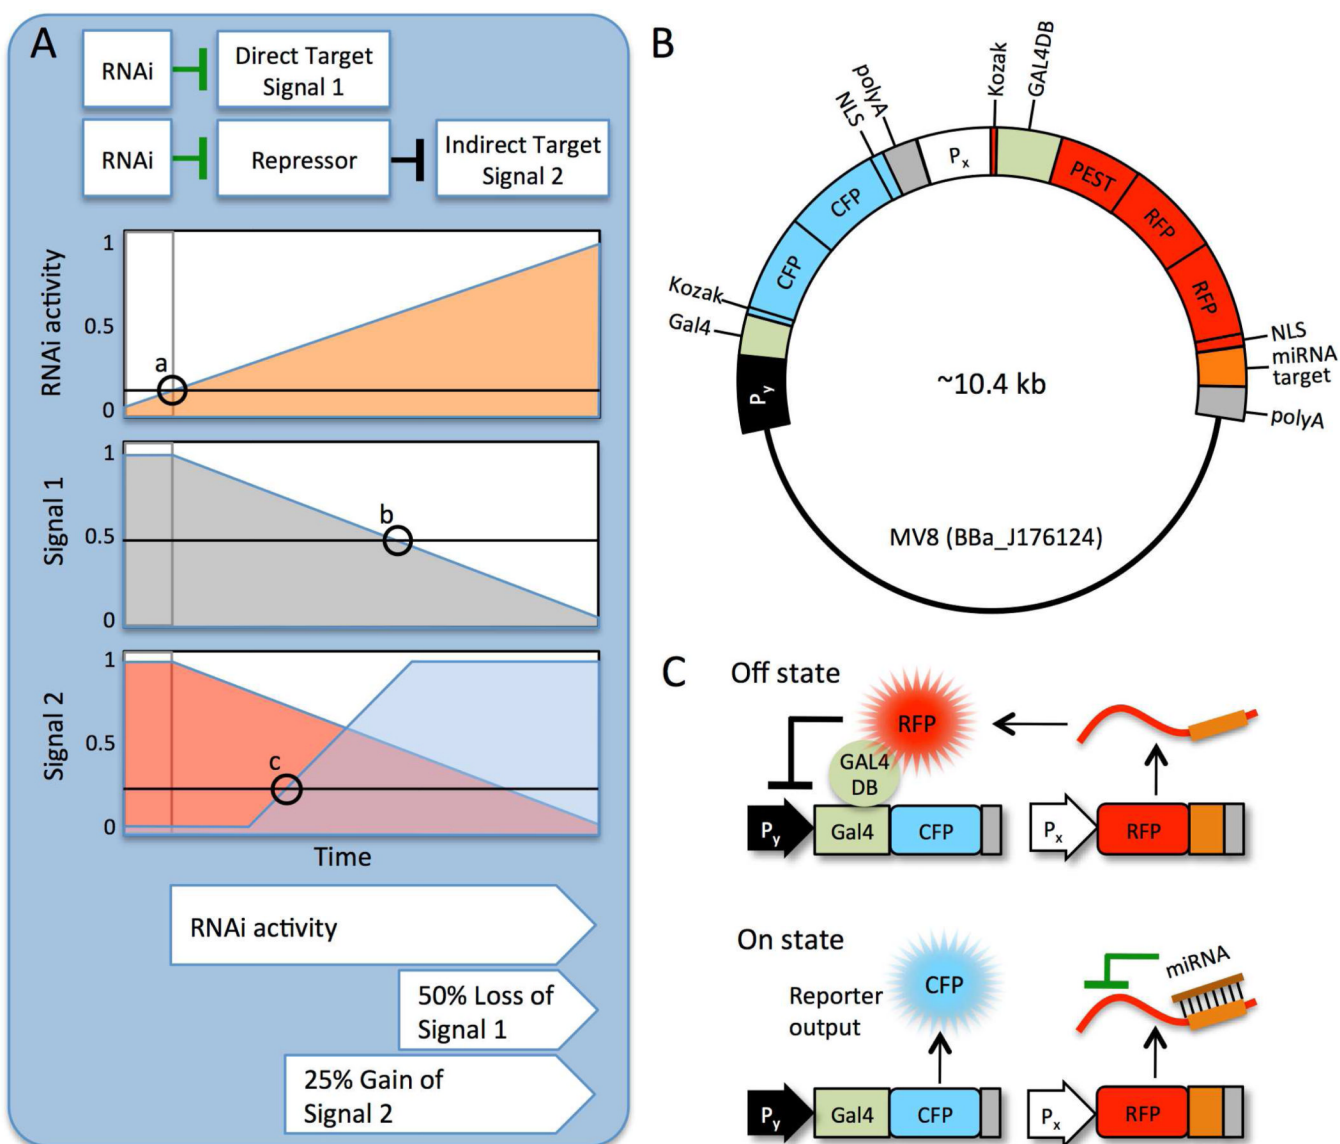 A
RNAi
Direct Target
Signal 1
RNAi
Repressor
Indirect Target
Signal 2
RNAi activity
1
0.5
0
a
Signal 1
1
0.5
0
b
Signal 2
1
0.5
0
c
Time
RNAi activity
50% Loss of
Signal 1
25% Gain of
Signal 2
B
Py
Gal4
Kozak
CFP
CFP
NLS
polyA
Px
Kozak
GAL4DB
PEST
RFP
RFP
NLS
miRNA
target
polyA
~10.4 kb
MV8 (BBa_J176124)
C
Off state
RFP
GAL4
DB
Py
Gal4
CFP
Px
RFP
On state
Reporter
output
CFP
miRNA
Py
Gal4
CFP
Px
RFP